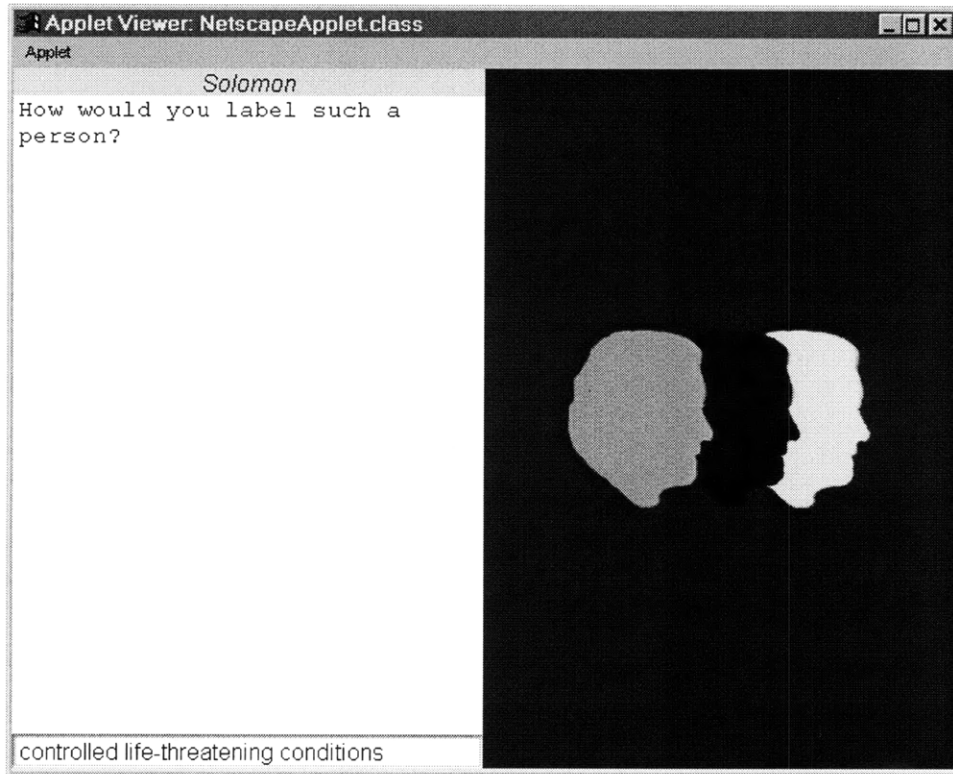 Applet Viewer: NetscapeApplet.class
Applet
Solomon
How would you label such a
person?
controlled life-threatening conditions